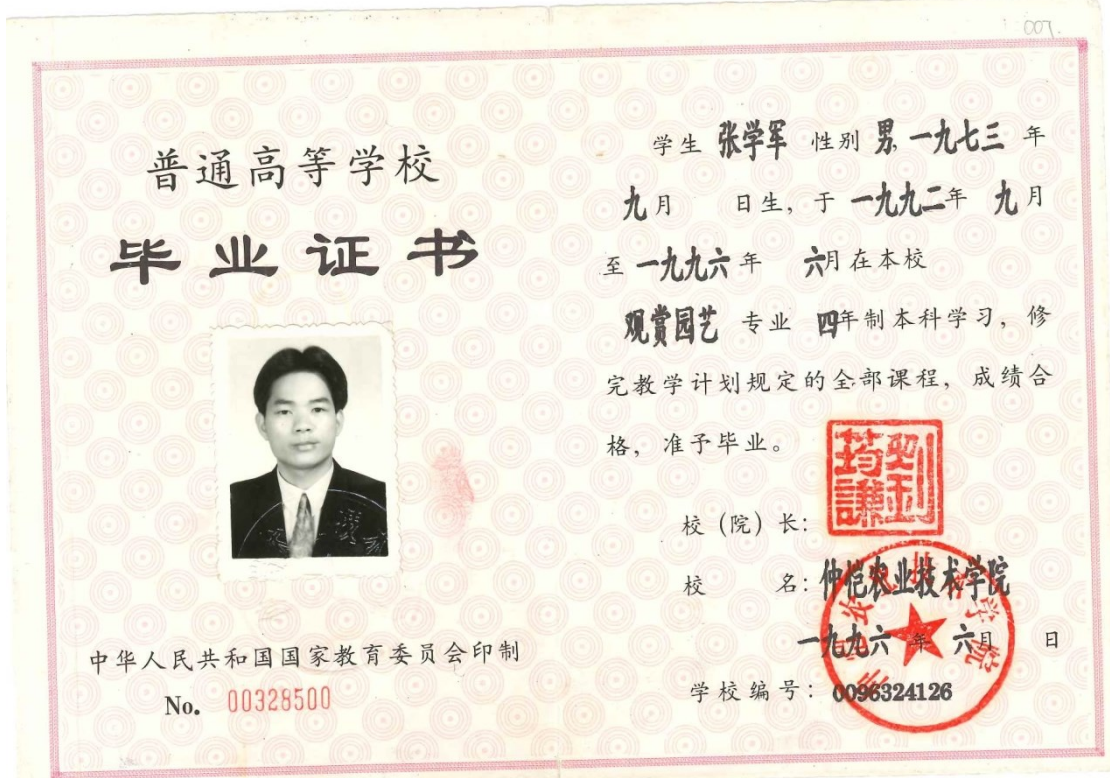 007.
普通高等学校
毕业证书
中华人民共和国国家教育委员会印制
No. 00328500
学生 张学军 性别 男, 一九七三 年
九月 日生, 于 一九九二年 九月
至 一九九六 年 六月在本校
观赏园艺 专业 四年制本科学习, 修
完教学计划规定的全部课程, 成绩合
格, 准予毕业。
校 (院) 长:
校 名: 仲恺农业技术学院
一九九六 年 六月 日
学校编号: 0096324126